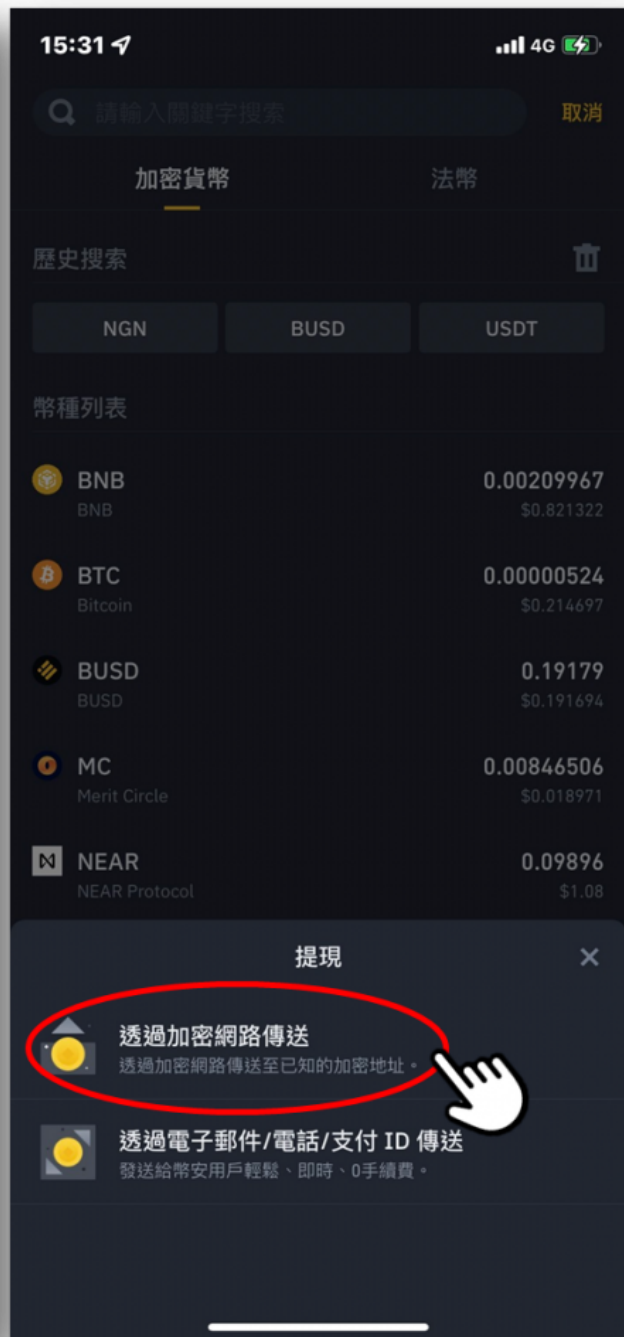 15:31
4G
請輸入關鍵字搜索
取消
加密貨幣
法幣
歷史搜索
NGN
BUSD
USDT
幣種列表
BNB
0.00209967
BNB
$0.821322
BTC
0.00000524
Bitcoin
$0.214697
BUSD
0.19179
BUSD
$0.191694
MC
0.00846506
Merit Circle
$0.018971
NEAR
0.09896
NEAR Protocol
$1.08
提現
透過加密網路傳送
透過加密網路傳送至已知的加密地址。
透過電子郵件/電話/支付 ID 傳送
發送給幣安用戶輕鬆、即時、0手續費。